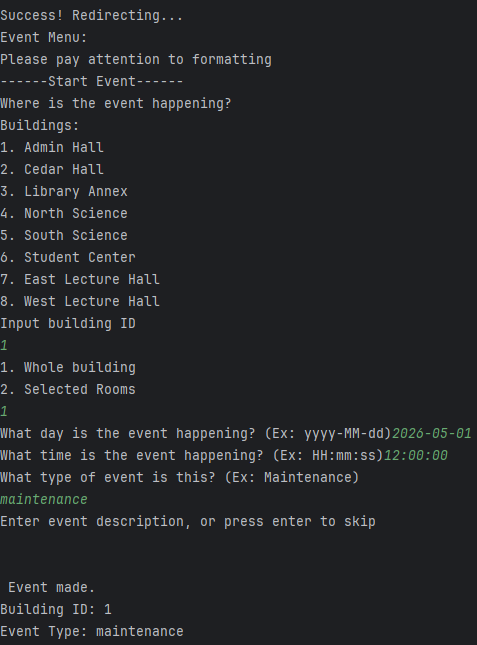 Success! Redirecting...
Event Menu:
Please pay attention to formatting
------Start Event------
Where is the event happening?
Buildings:
1. Admin Hall
2. Cedar Hall
3. Library Annex
4. North Science
5. South Science
6. Student Center
7. East Lecture Hall
8. West Lecture Hall
Input building ID
1
1. Whole building
2. Selected Rooms
1
What day is the event happening? (Ex: yyyy-MM-dd)2026-05-01
What time is the event happening? (Ex: HH:mm:ss)12:00:00
What type of event is this? (Ex: Maintenance)
maintenance
Enter event description, or press enter to skip
Event made.
Building ID: 1
Event Type: maintenance